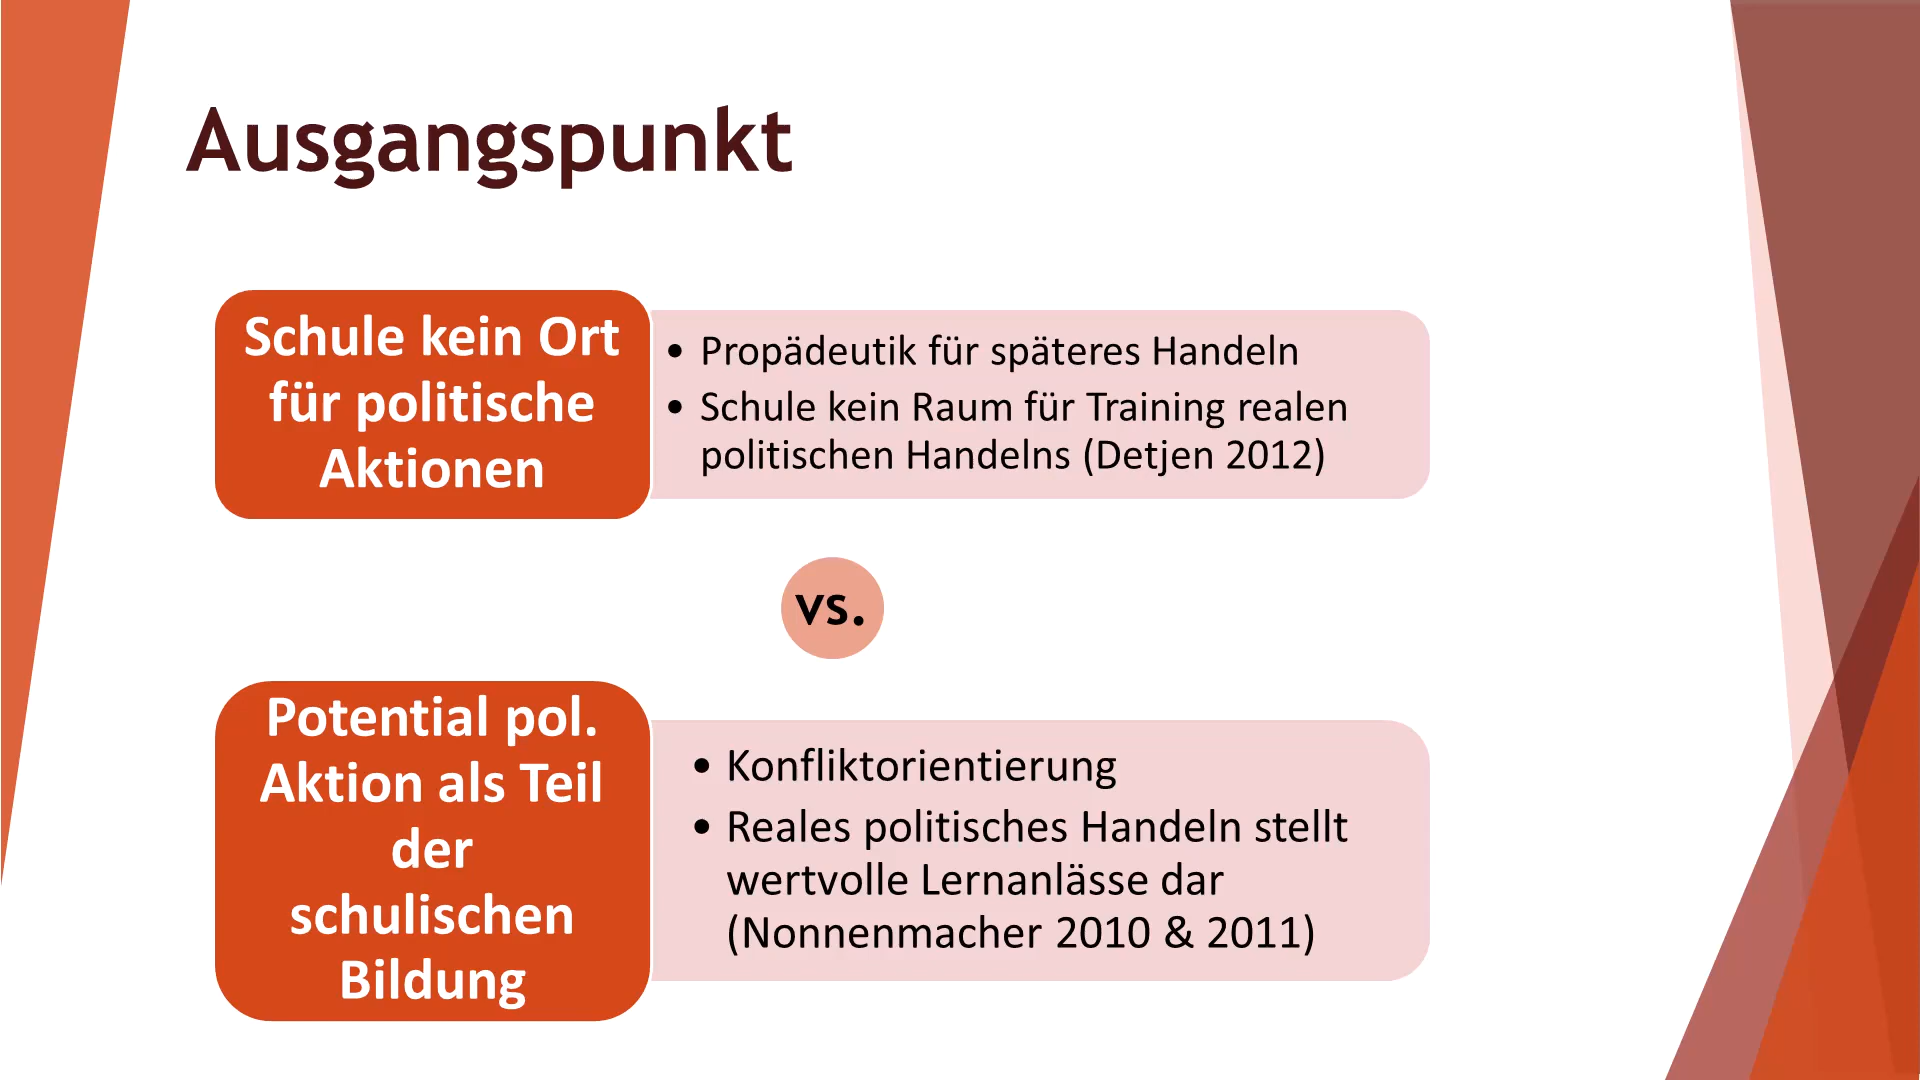 Ausgangspunkt
Schule kein Ort
für politische
Aktionen
• Propädeutik für späteres Handeln
• Schule kein Raum für Training realen
politischen Handelns (Detjen 2012)
vs.
Potential pol.
Aktion als Teil
der
schulischen
Bildung
• Konfliktorientierung
• Reales politisches Handeln stellt
wertvolle Lernanlässe dar
(Nonnenmacher 2010 & 2011)